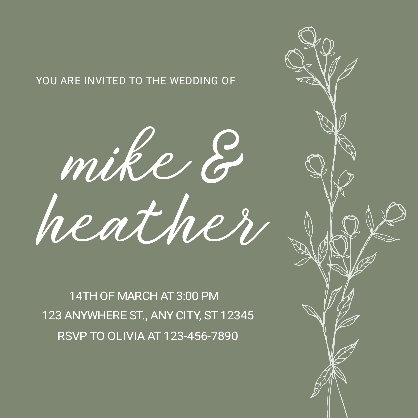 YOU ARE INVITED TO THE WEDDING OF
mike &
heather
14TH OF MARCH AT 3:00 PM
123 ANYWHERE ST., ANY CITY, ST 12345
RSVP TO OLIVIA AT 123-456-7890